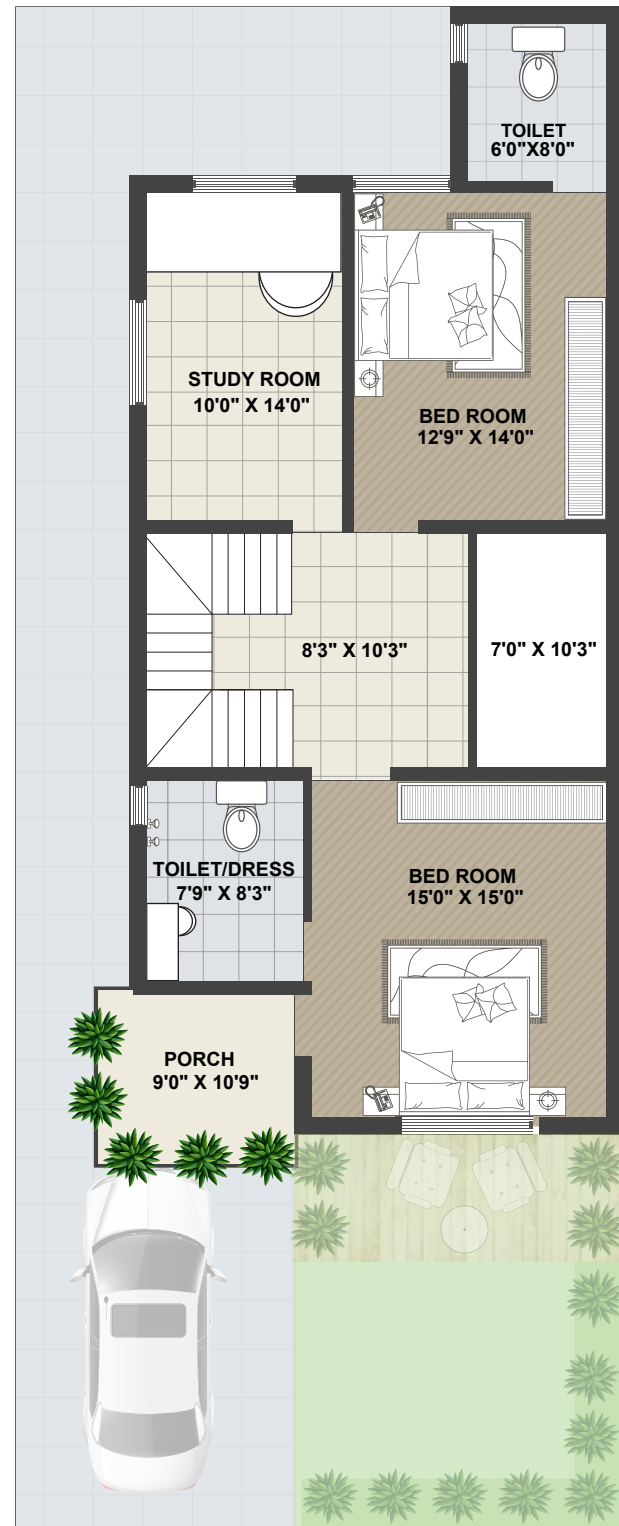 TOILET
6'0"X8'0"
STUDY ROOM
10'0" X 14'0"
BED ROOM
12'9" X 14'0"
8'3" X 10'3"
7'0" X 10'3"
TOILET/DRESS
7'9" X 8'3"
BED ROOM
15'0" X 15'0"
PORCH
9'0" X 10'9"